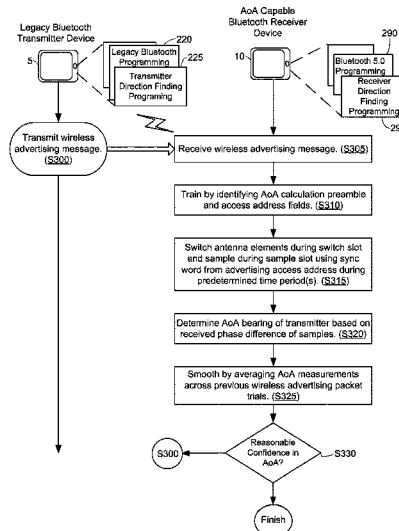 Legacy Bluetooth
Transmitter Device
5
220
Legacy Bluetooth
Programming
225
Transmitter
Direction Finding
Programing
AoA Capable
Bluetooth Receiver
Device
10
290
Bluetooth 5.0
Programming
Receiver
Direction Finding
Programming
Transmit wireless
advertising message.
(S300)
Receive wireless advertising message. (S305)
Train by identifying AoA calculation preamble
and access address fields. (S310)
Switch antenna elements during switch slot
and sample during sample slot using sync
word from advertising access address during
predetermined time period(s). (S315)
Determine AoA bearing of transmitter based on
received phase difference of samples. (S320)
Smooth by averaging AoA measurements
across previous wireless advertising packet
trials. (S325)
Reasonable
Confidence in
AoA?
S330
S300
Finish